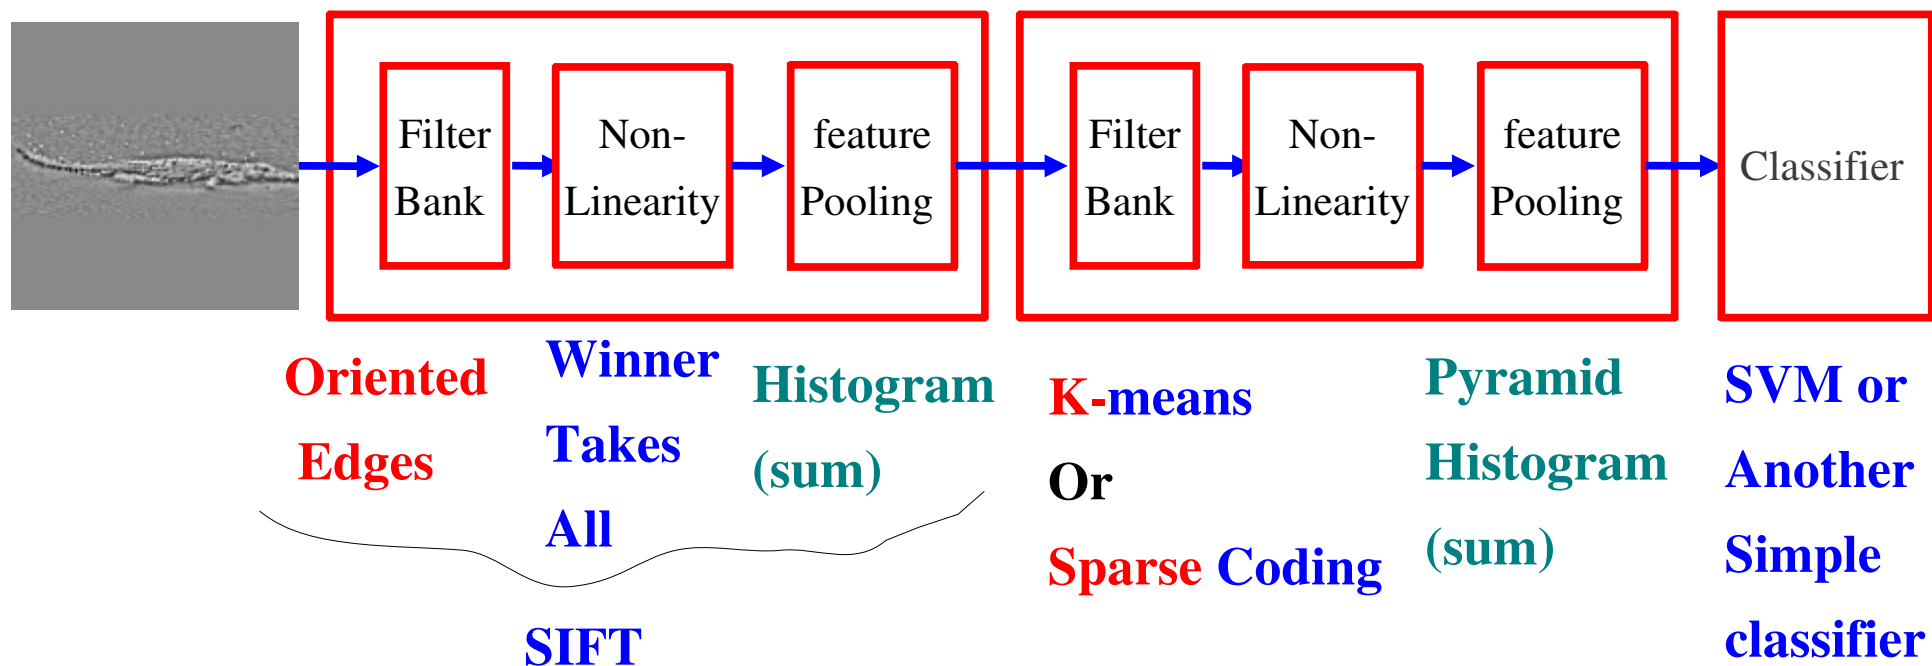 Filter
Bank
Non-
Linearity
feature
Pooling
Filter
Bank
Non-
Linearity
feature
Pooling
Classifier
Oriented
Edges
Winner
Takes
All
Histogram
(sum)
SIFT
K-means
Or
Sparse Coding
Pyramid
Histogram
(sum)
SVM or
Another
Simple
classifier